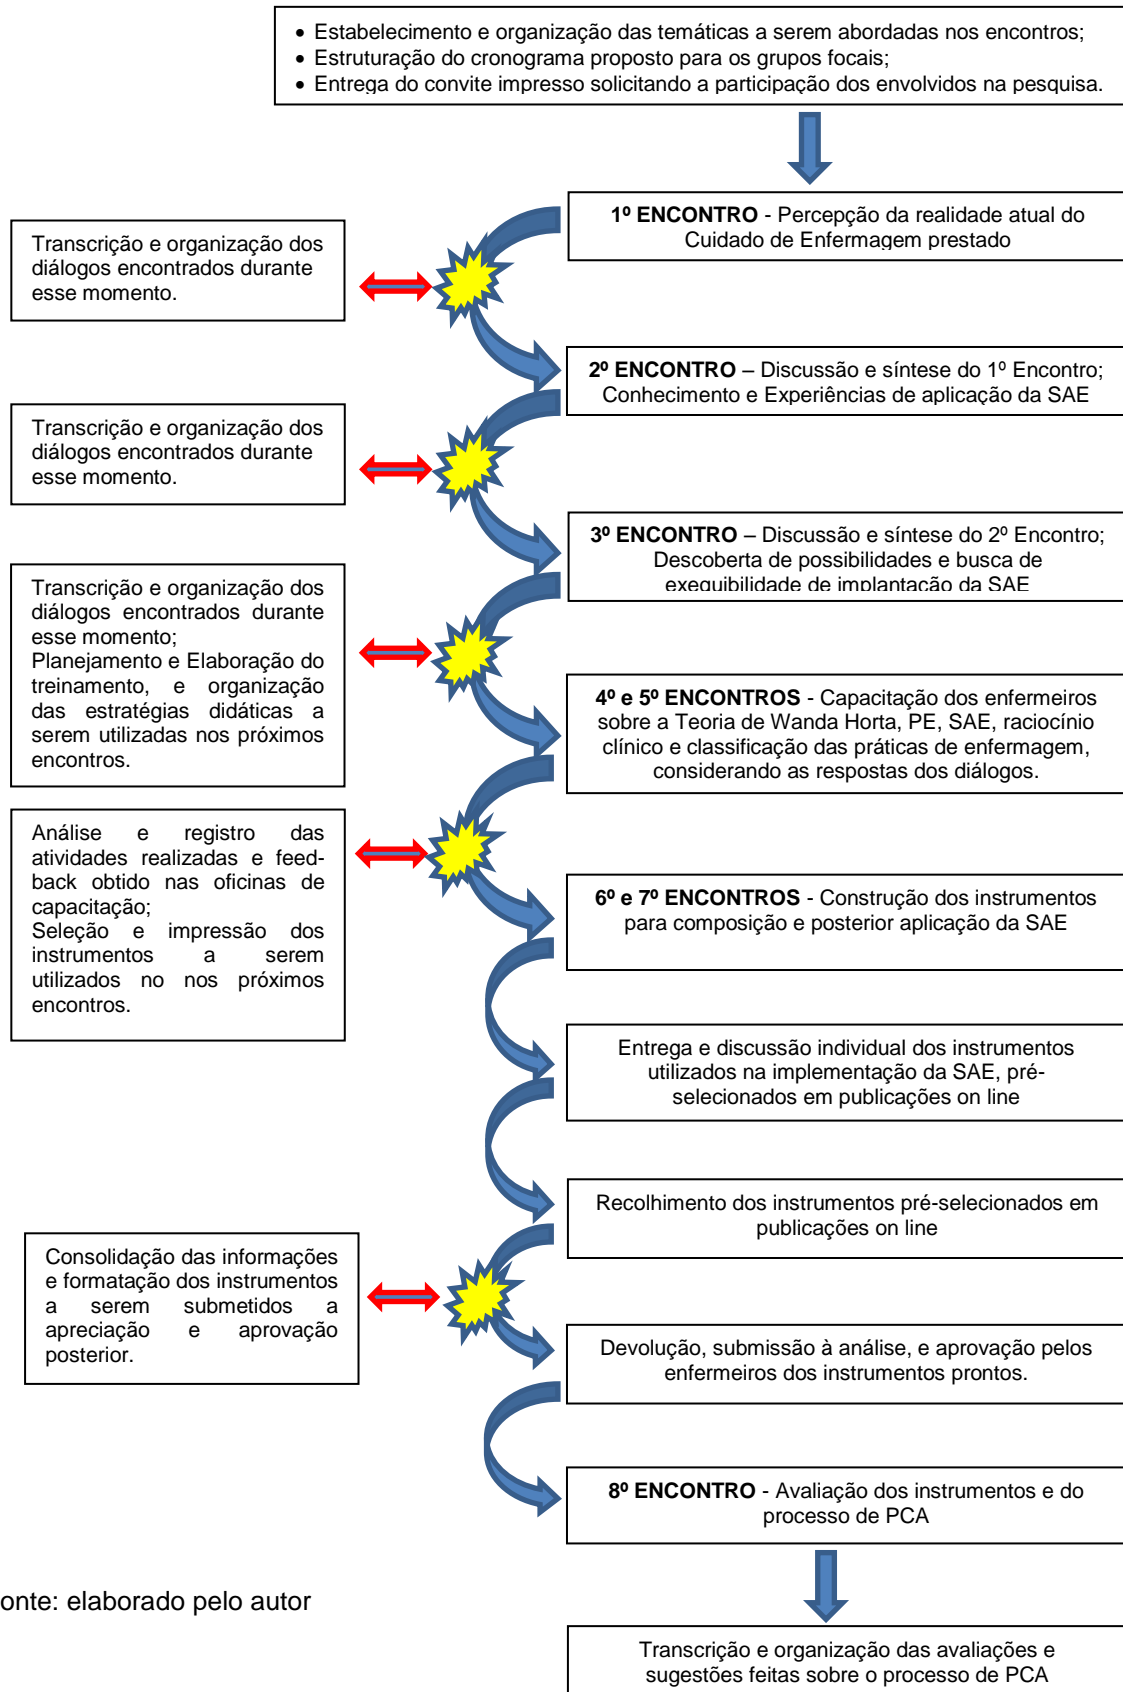 • Estabelecimento e organização das temáticas a serem abordadas nos encontros;
• Estruturação do cronograma proposto para os grupos focais;
• Entrega do convite impresso solicitando a participação dos envolvidos na pesquisa.
1º ENCONTRO - Percepção da realidade atual do
Cuidado de Enfermagem prestado
Transcrição e organização dos
diálogos encontrados durante
esse momento.
2º ENCONTRO – Discussão e síntese do 1º Encontro;
Conhecimento e Experiências de aplicação da SAE
Transcrição e organização dos
diálogos encontrados durante
esse momento.
3º ENCONTRO – Discussão e síntese do 2º Encontro;
Descoberta de possibilidades e busca de
exequibilidade de implantação da SAE
Transcrição e organização dos
diálogos encontrados durante
esse momento;
Planejamento e Elaboração do
treinamento, e organização
das estratégias didáticas a
serem utilizadas nos próximos
encontros.
4º e 5º ENCONTROS - Capacitação dos enfermeiros
sobre a Teoria de Wanda Horta, PE, SAE, raciocínio
clínico e classificação das práticas de enfermagem,
considerando as respostas dos diálogos.
Análise e registro das
atividades realizadas e feed-
back obtido nas oficinas de
capacitação;
Seleção e impressão dos
instrumentos a serem
utilizados no nos próximos
encontros.
6º e 7º ENCONTROS - Construção dos instrumentos
para composição e posterior aplicação da SAE
Entrega e discussão individual dos instrumentos
utilizados na implementação da SAE, pré-
selecionados em publicações on line
Recolhimento dos instrumentos pré-selecionados em
publicações on line
Consolidação das informações
e formatação dos instrumentos
a serem submetidos a
apreciação e aprovação
posterior.
Devolução, submissão à análise, e aprovação pelos
enfermeiros dos instrumentos prontos.
8º ENCONTRO - Avaliação dos instrumentos e do
processo de PCA
onte: elaborado pelo autor
Transcrição e organização das avaliações e
sugestões feitas sobre o processo de PCA